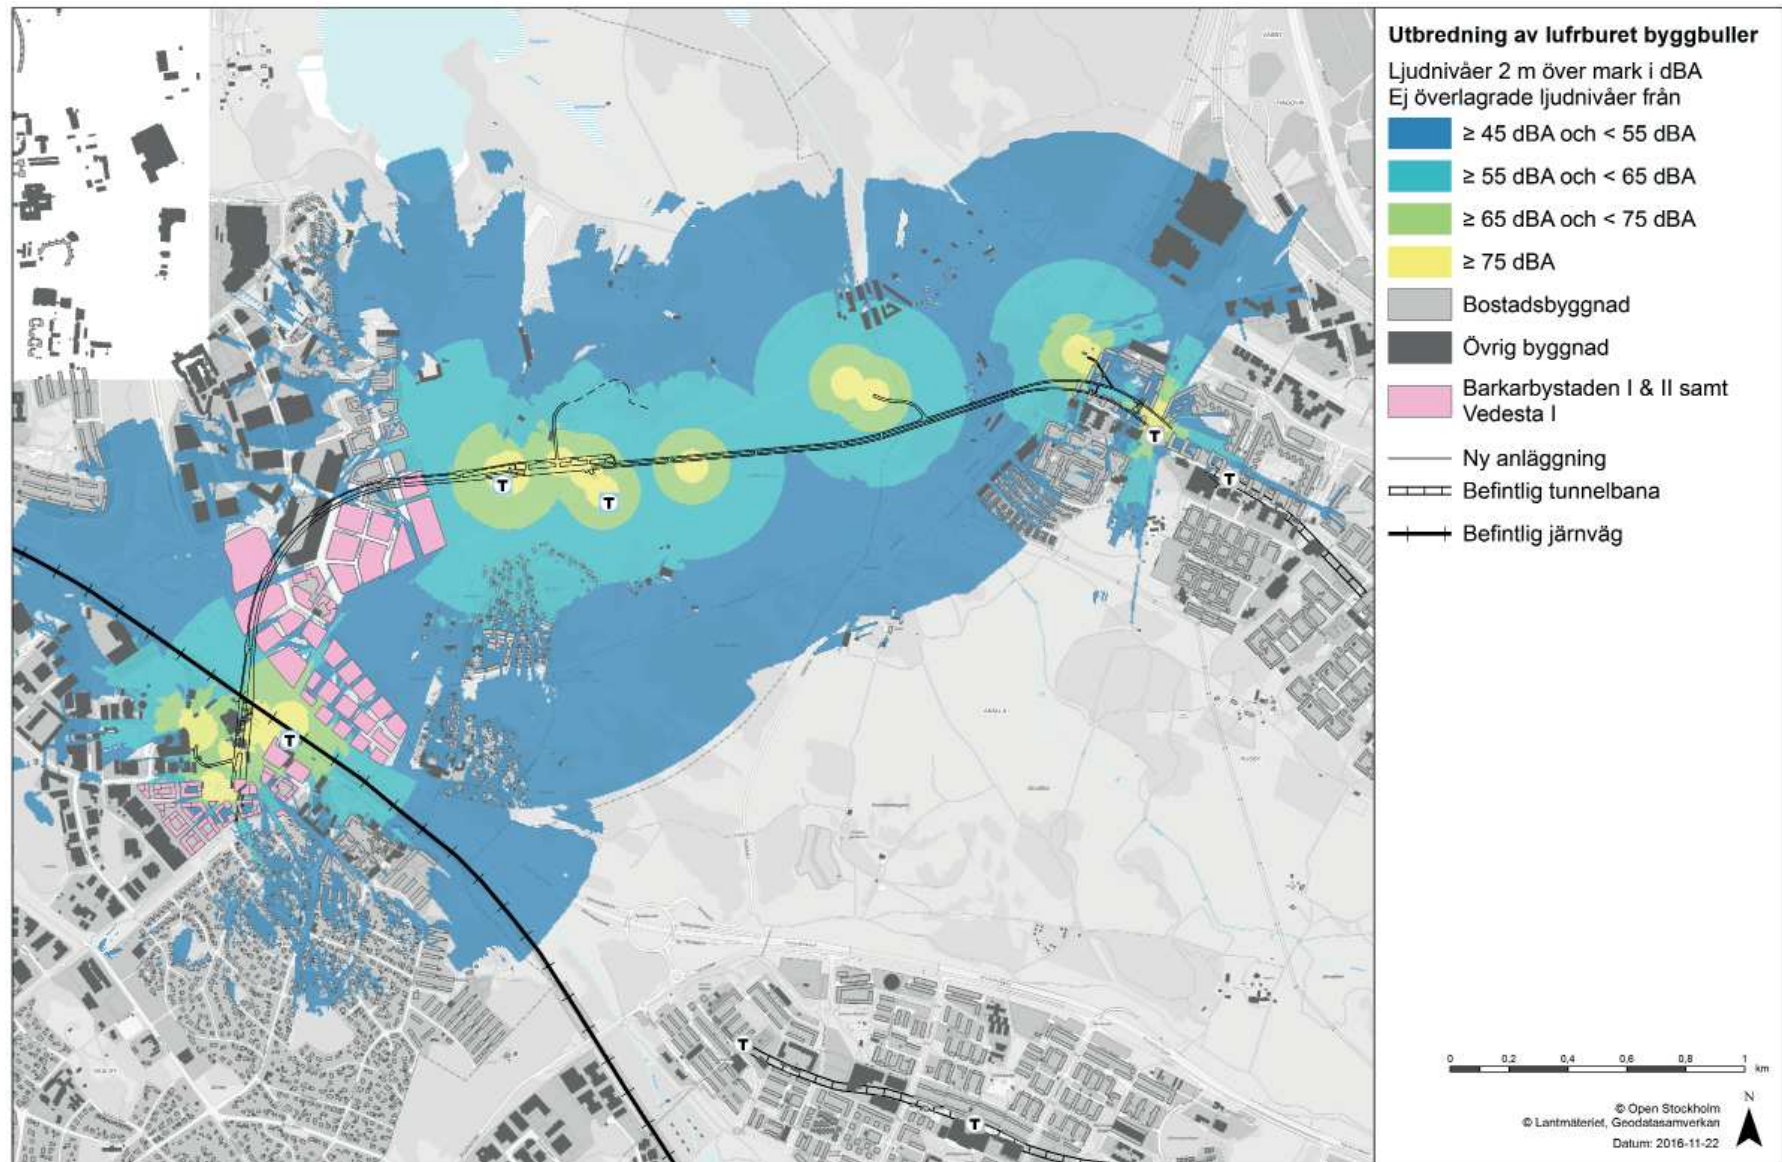 Utbredning av lufrburet byggbuller
Ljudnivåer 2 m över mark i dBA
Ej överlagrade ljudnivåer från
≥ 45 dBA och < 55 dBA
≥ 55 dBA och < 65 dBA
≥ 65 dBA och < 75 dBA
≥ 75 dBA
Bostadsbyggnad
Övrig byggnad
Barkarbystaden I & II samt
Vedesta I
Ny anläggning
Befintlig tunnelbana
Befintlig järnväg
T
T
T
T
T
T
T
0 0,2 0,4 0,6 0,8 1
km
N
© Open Stockholm
© Lantmäteriet, Geodatasamverkan
Datum: 2016-11-22